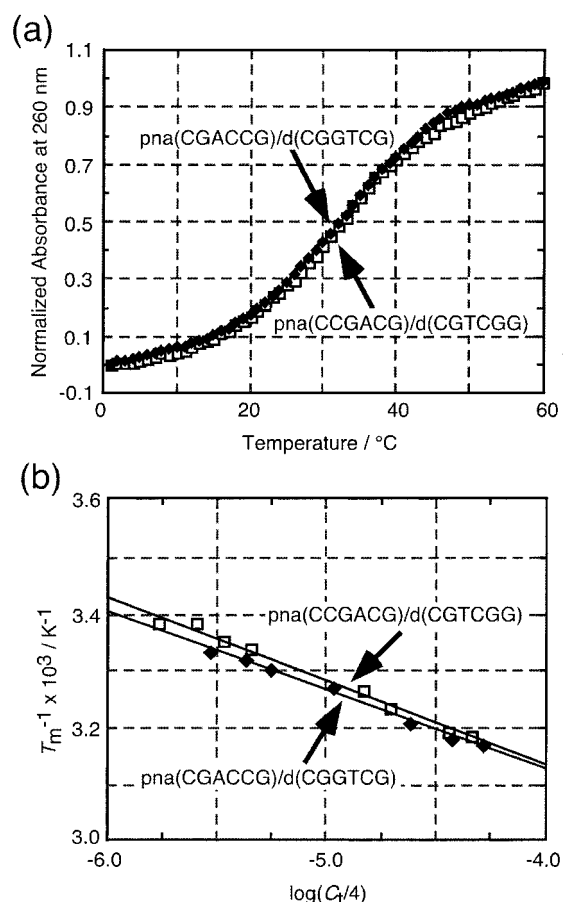 (a)
Normalized Absorbance at 260 nm
1.1
0.9
0.7
0.5
0.3
0.1
-0.1
pna(CGACCG)/d(CGGTCG)
pna(CCGACG)/d(CGTCGG)
0
20
40
60
Temperature / °C
(b)
Tm⁻¹ x 10³ / K⁻¹
3.6
3.4
3.2
3.0
pna(CCGACG)/d(CGTCGG)
pna(CGACCG)/d(CGGTCG)
-6.0
-5.0
-4.0
log(Ct/4)